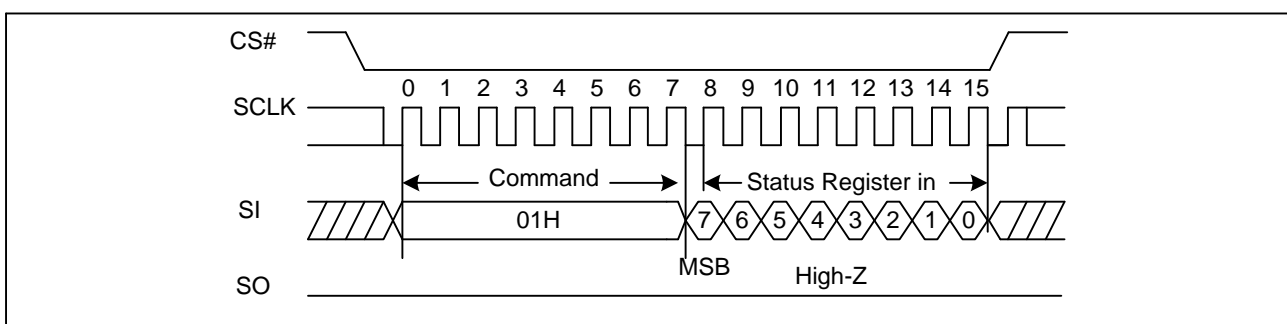 CS#
0 1 2 3 4 5 6 7 8 9 10 11 12 13 14 15
SCLK
Command Status Register in
SI 01H 7 6 5 4 3 2 1 0
MSB High-Z
SO